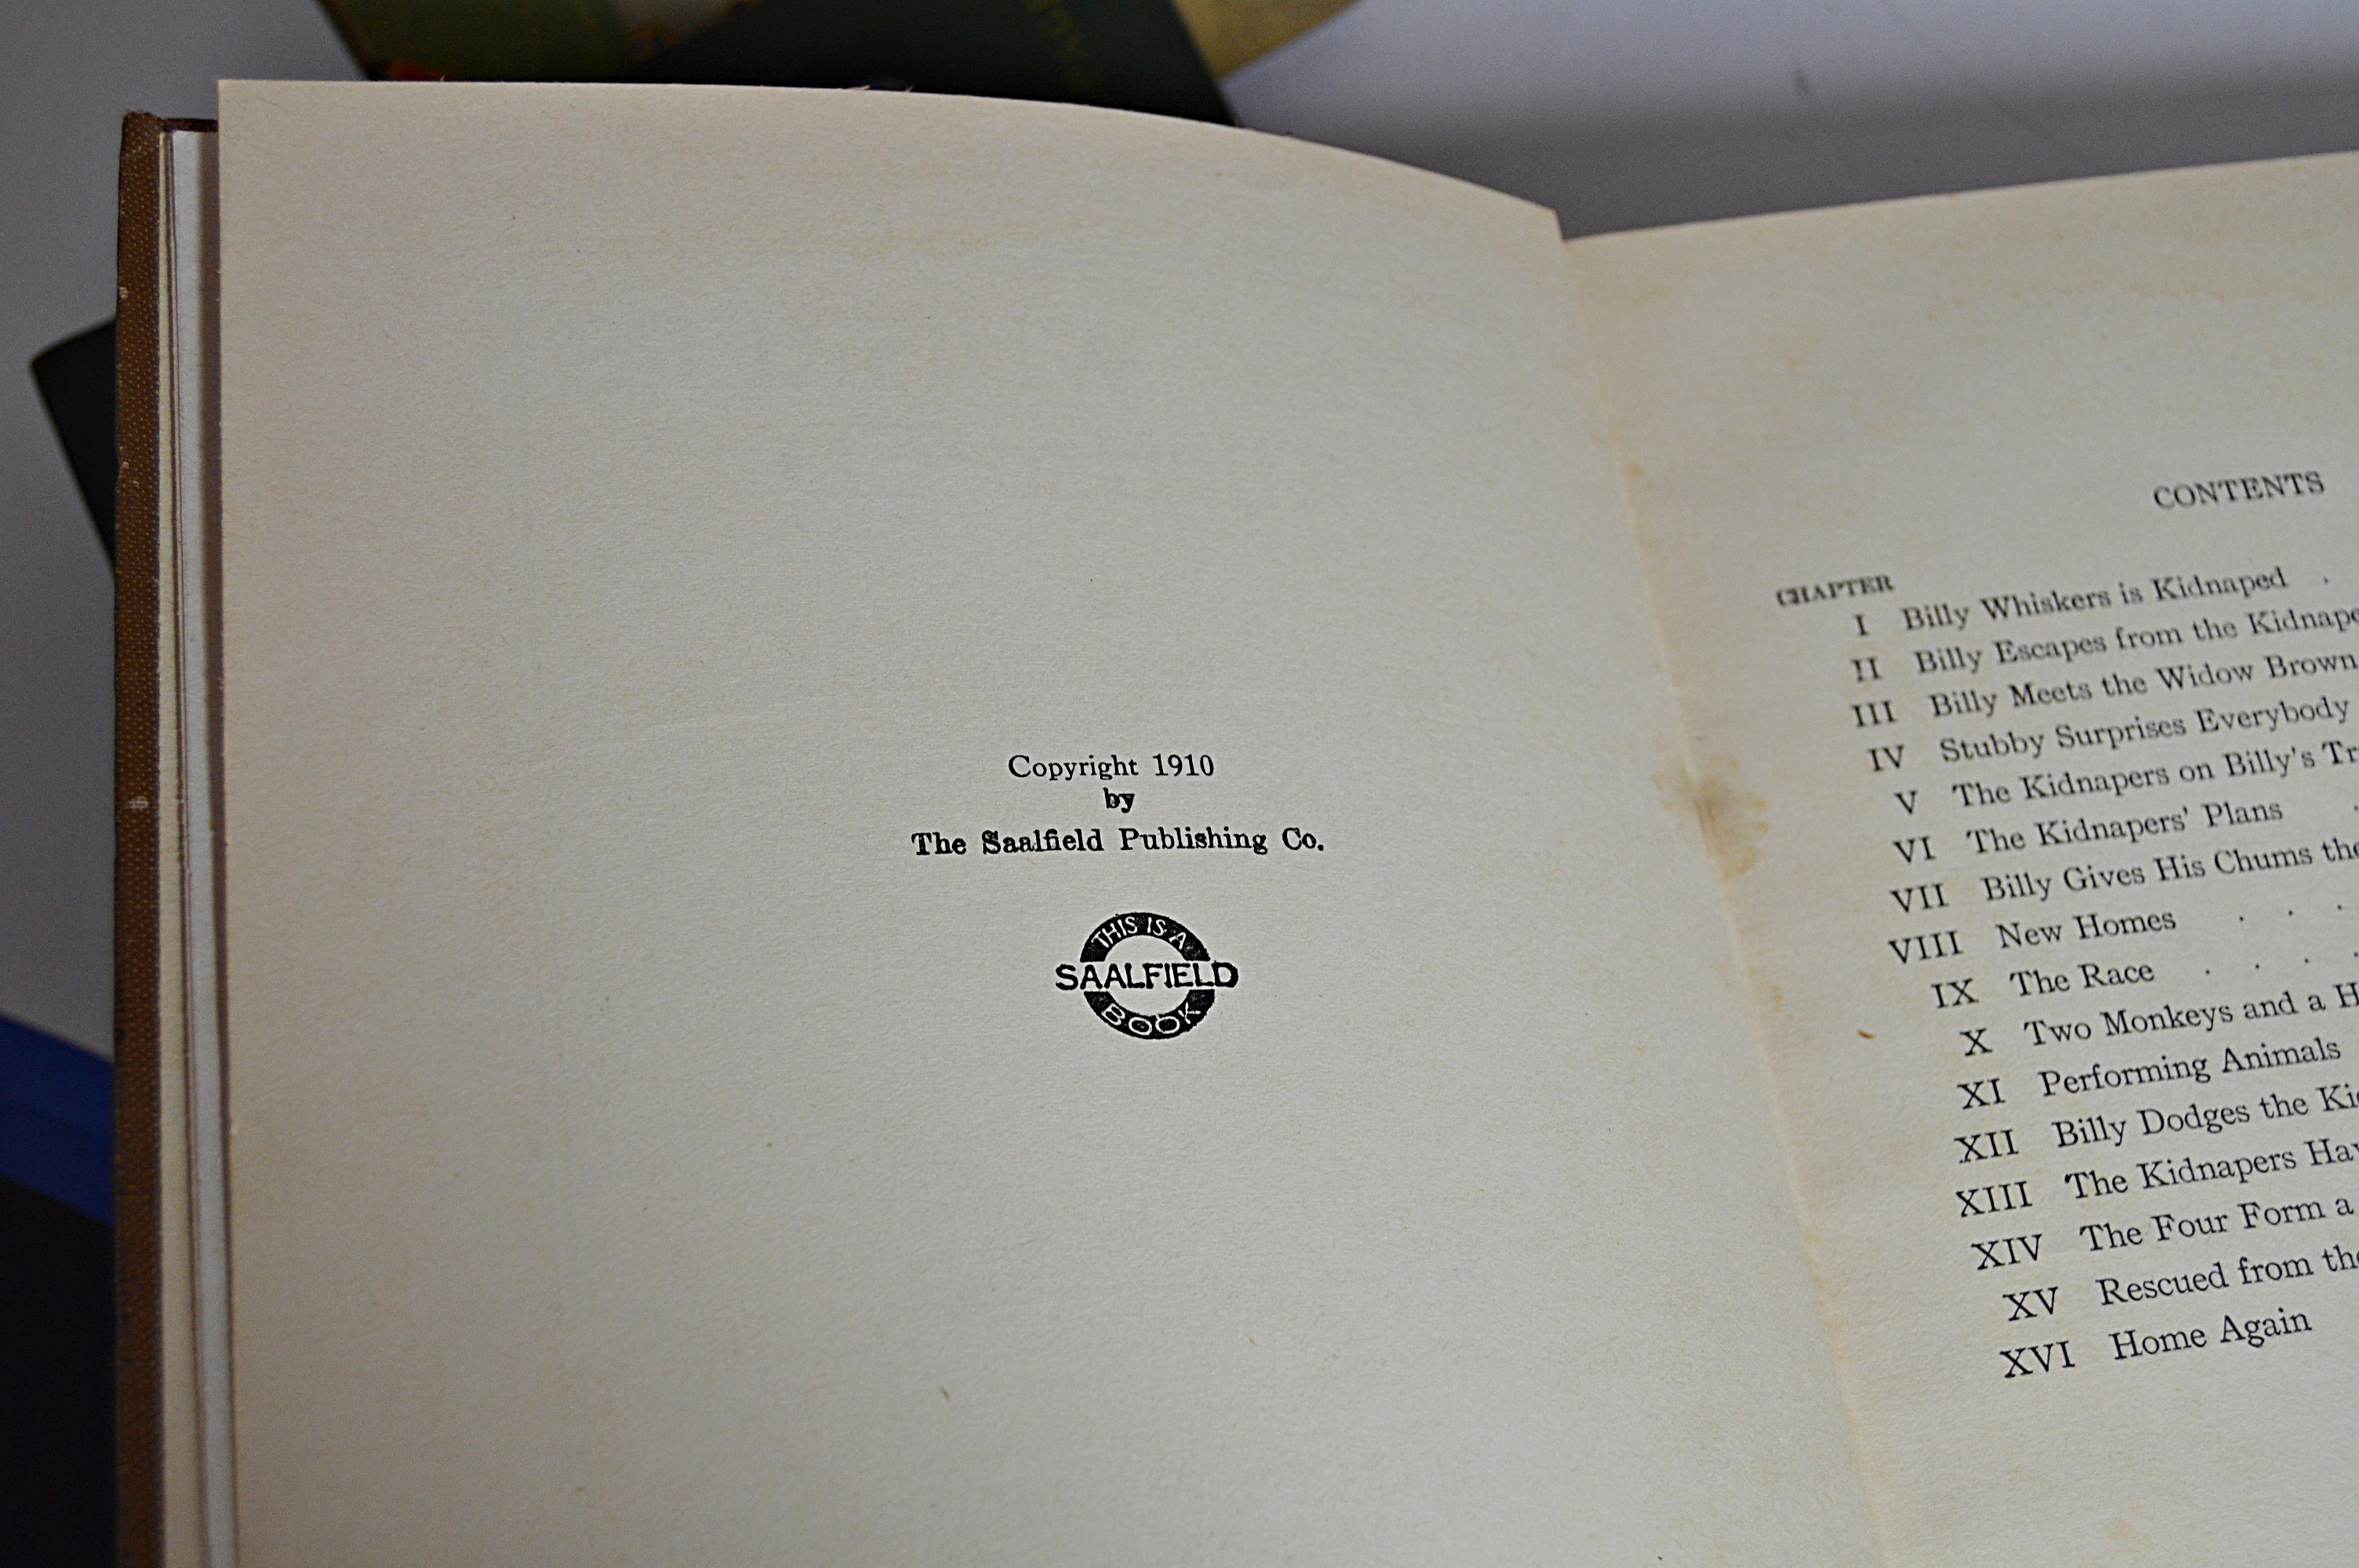 Copyright 1910
by
The Saalfield Publishing Co.
THIS IS A
SAALFIELD
BOOK
CONTENTS
CHAPTER
I Billy Whiskers is Kidnaped .
II Billy Escapes from the
III Billy Meets the Widow Brown
IV Stubby Surprises Everybody
V The Kidnapers on Billy's
VI The Kidnapers' Plans .
VII Billy Gives His Chums the
VIII New Homes . . .
IX The Race . . . .
X Two Monkeys and a
XI Performing Animals
XII Billy Dodges the
XIII The Kidnapers
XIV The Four Form a
XV Rescued from the
XVI Home Again